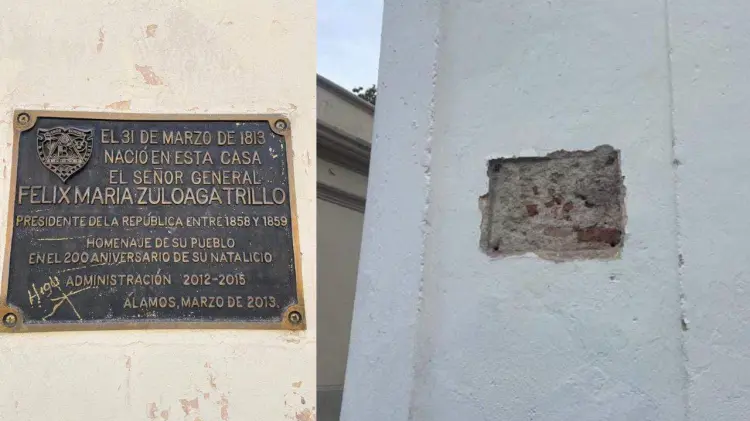 EL 31 DE MARZO DE 1813
NACIÓ EN ESTA CASA
EL SEÑOR GENERAL
FELIX MARIA ZULOAGA TRILLO
PRESIDENTE DE LA REPÚBLICA ENTRE 1858 Y 1859
HOMENAJE DE SU PUEBLO
EN EL 200 ANIVERSARIO DE SU NATALICIO
ADMINISTRACIÓN 2012-2015
ÁLAMOS, MARZO DE 2013.